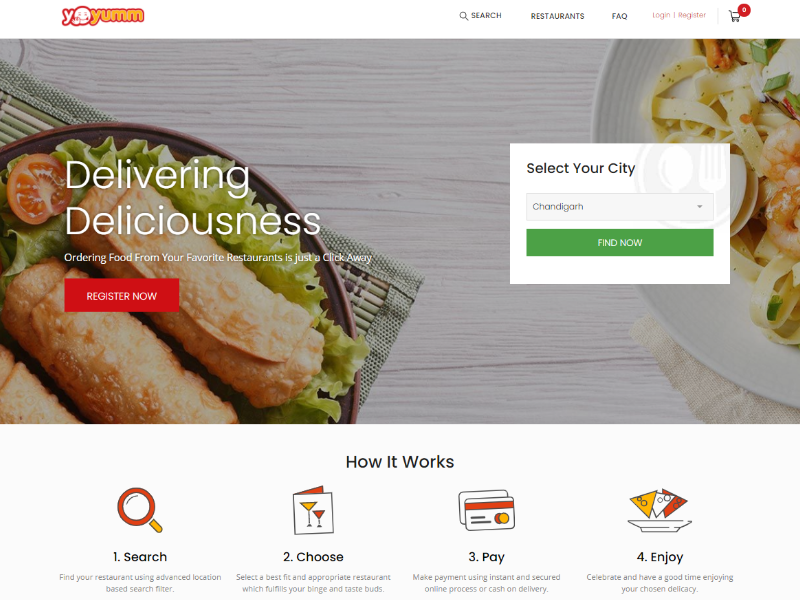 yoyumm
SEARCH
RESTAURANTS
FAQ
Login | Register
0
Delivering
Deliciousness
Ordering Food From Your Favorite Restaurants is just a Click Away
REGISTER NOW
Select Your City
Chandigarh
FIND NOW
How It Works
1. Search
Find your restaurant using advanced location
based search filter.
2. Choose
Select a best fit and appropriate restaurant
which fulfills your binge and taste buds.
3. Pay
Make payment using instant and secured
online process or cash on delivery.
4. Enjoy
Celebrate and have a good time enjoying
your chosen delicacy.